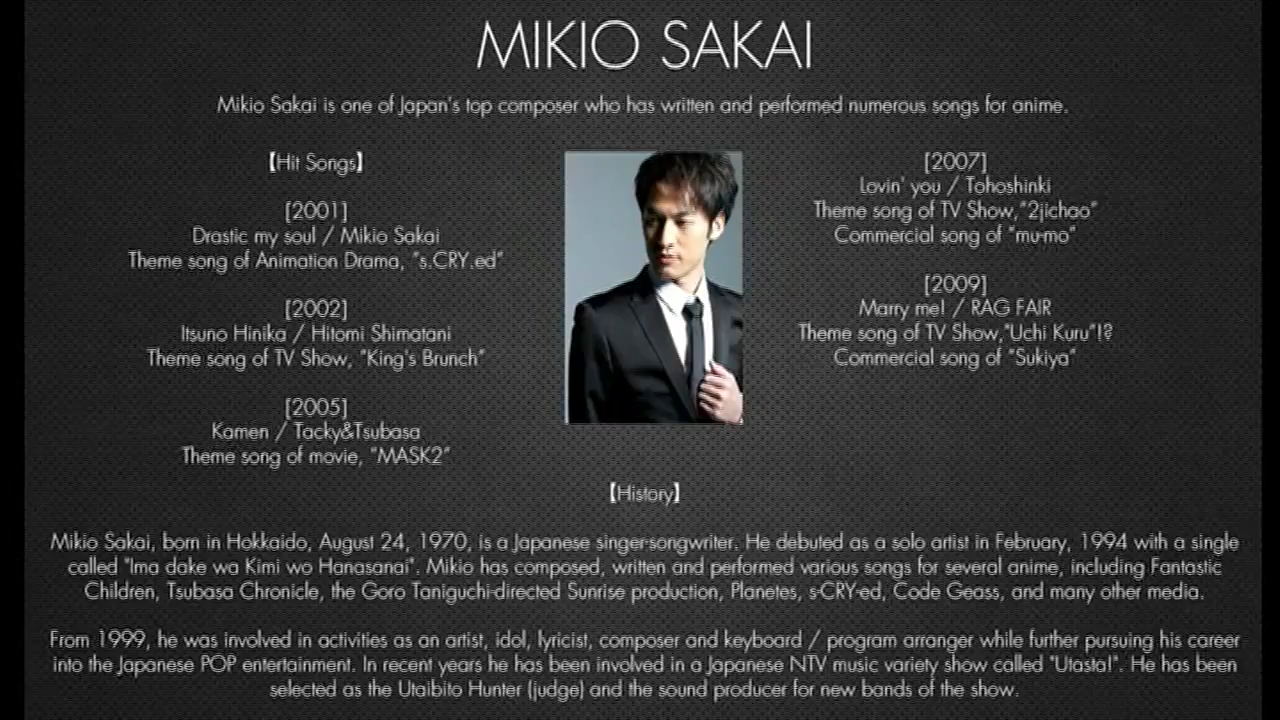 MIKIO SAKAI
Mikio Sakai is one of Japan's top composer who has written and performed numerous songs for anime.
【Hit Songs】
[2001]
Drastic my soul / Mikio Sakai
Theme song of Animation Drama, "s.CRY.ed"
[2002]
Itsuno Hinika / Hitomi Shimatani
Theme song of TV Show, "King's Brunch"
[2005]
Kamen / Tacky&Tsubasa
Theme song of movie, "MASK2"
[2007]
Lovin' you / Tohoshinki
Theme song of TV Show,"2jichao"
Commercial song of "mu-mo"
[2009]
Marry me! / RAG FAIR
Theme song of TV Show,"Uchi Kuru"!?
Commercial song of "Sukiya"
【History】
Mikio Sakai, born in Hokkaido, August 24, 1970, is a Japanese singer-songwriter. He debuted as a solo artist in February, 1994 with a single
called "Ima dake wa Kimi wo Hanasanai". Mikio has composed, written and performed various songs for several anime, including Fantastic
Children, Tsubasa Chronicle, the Goro Taniguchi-directed Sunrise production, Planetes, s-CRY-ed, Code Geass, and many other media.
From 1999, he was involved in activities as an artist, idol, lyricist, composer and keyboard / program arranger while further pursuing his career
into the Japanese POP entertainment. In recent years he has been involved in a Japanese NTV music variety show called "Utasta!". He has been
selected as the Utaibito Hunter (judge) and the sound producer for new bands of the show.